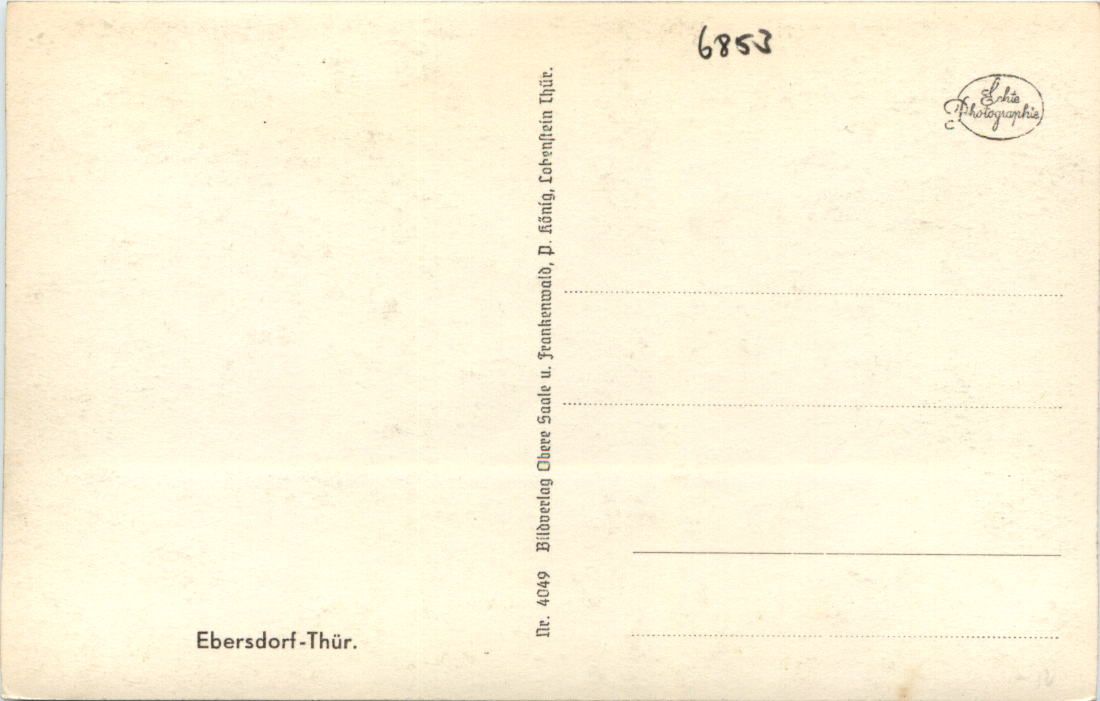 6853
Echte
Photographie
Nr. 4049 Bildverlag Obere Saale u. Frankenwald, P. König, Lobenstein Thür.
Ebersdorf-Thür.